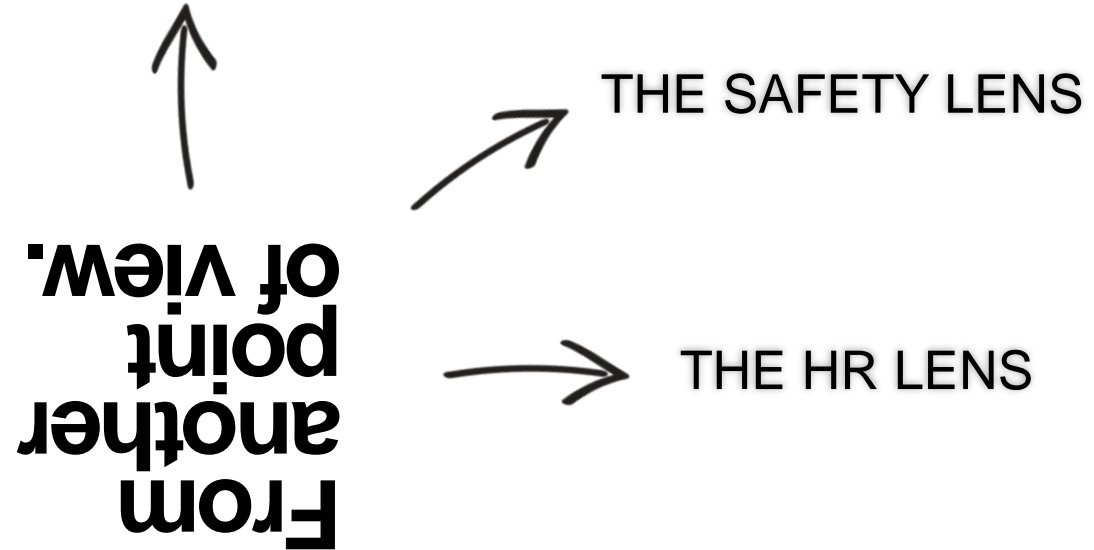 THE SAFETY LENS
From
another
point
of view.
THE HR LENS